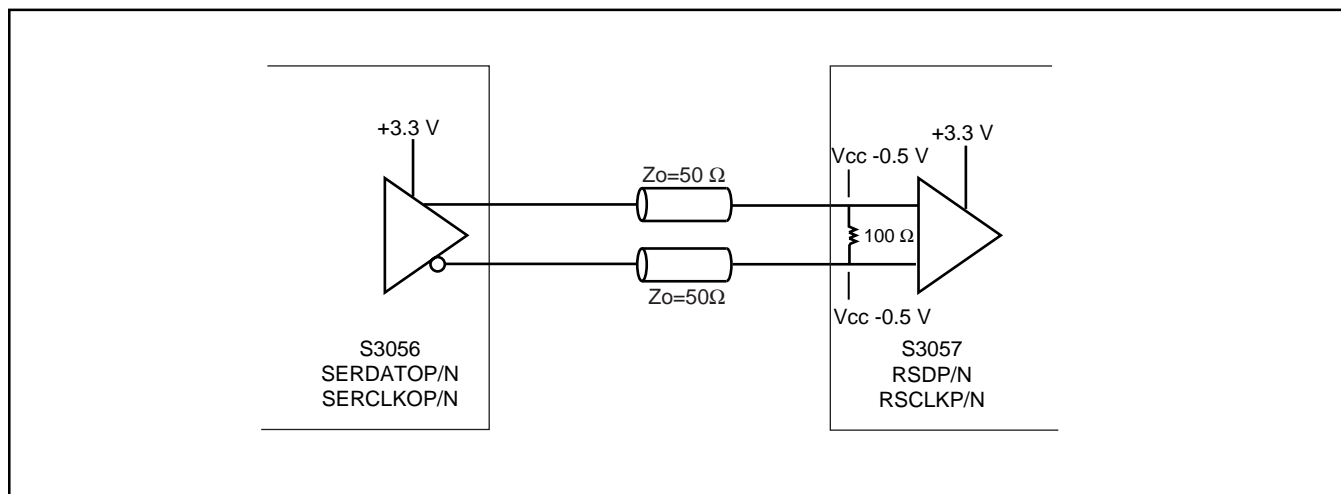 +3.3 V
+3.3 V
Vcc -0.5 V
Zo=50 Ω
100 Ω
Zo=50Ω
Vcc -0.5 V
S3056
SERDATOP/N
SERCLKOP/N
S3057
RSDP/N
RSCLKP/N